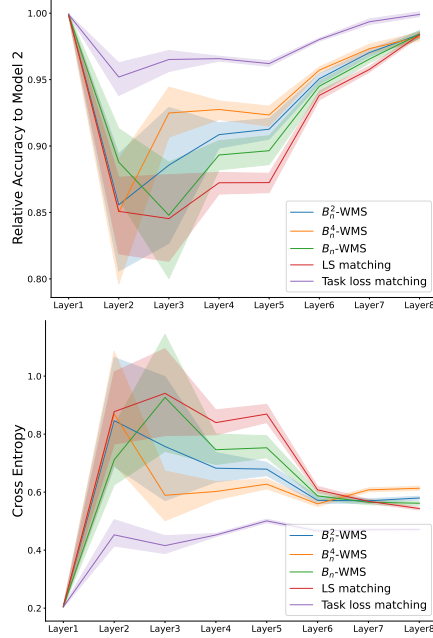 Relative Accuracy to Model 2
1.00
0.95
0.90
0.85
0.80
$B_n^2$-WMS
$B_n^4$-WMS
$B_n$-WMS
LS matching
Task loss matching
Layer1 Layer2 Layer3 Layer4 Layer5 Layer6 Layer7 Layer8
Cross Entropy
1.0
0.8
0.6
0.4
0.2
$B_n^2$-WMS
$B_n^4$-WMS
$B_n$-WMS
LS matching
Task loss matching
Layer1 Layer2 Layer3 Layer4 Layer5 Layer6 Layer7 Layer8